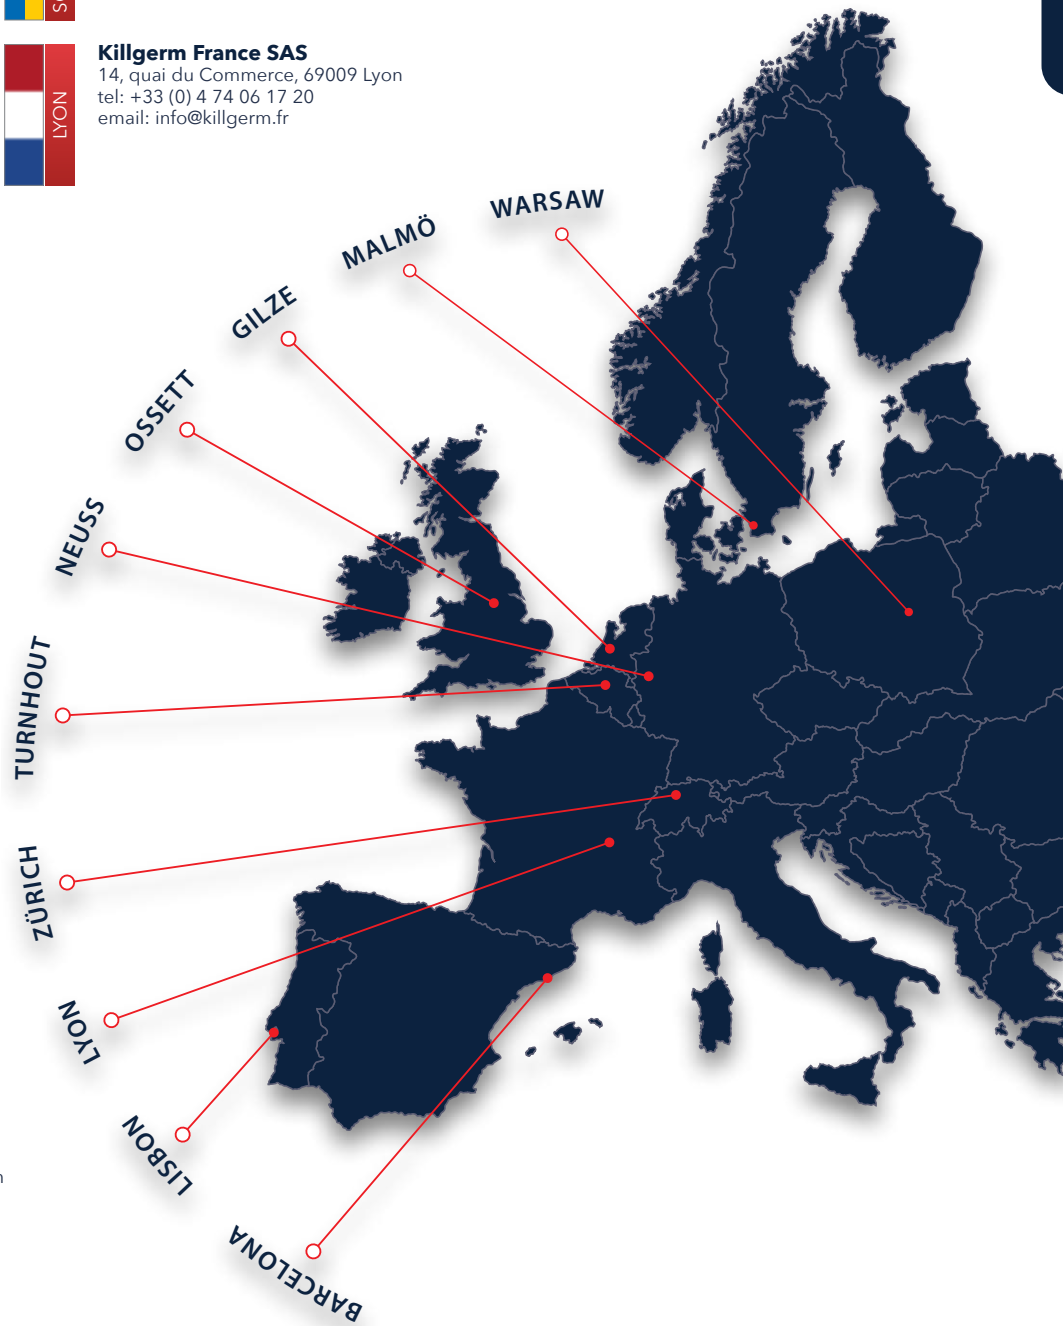 Killgerm France SAS
14, quai du Commerce, 69009 Lyon
tel: +33 (0) 4 74 06 17 20
email: info@killgerm.fr
LYON
WARSAW
MALMÖ
GILZE
OSSETT
NEUSS
TURNHOUT
ZÜRICH
LYON
LISBON
BARCELONA